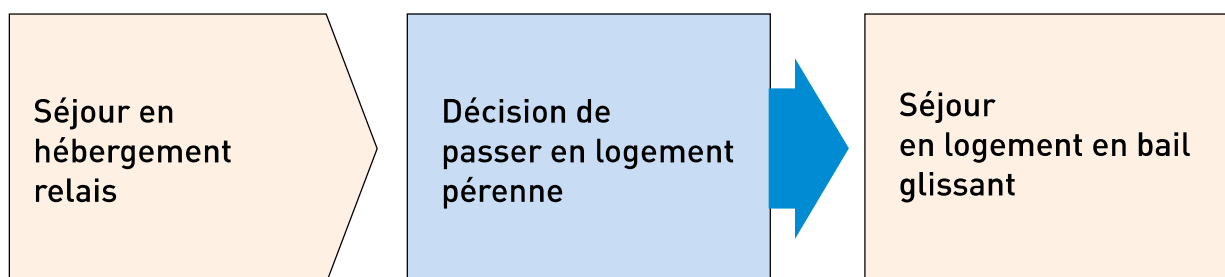 Séjour en
hébergement
relais
Décision de
passer en logement
pérenne
Séjour
en logement en bail
glissant